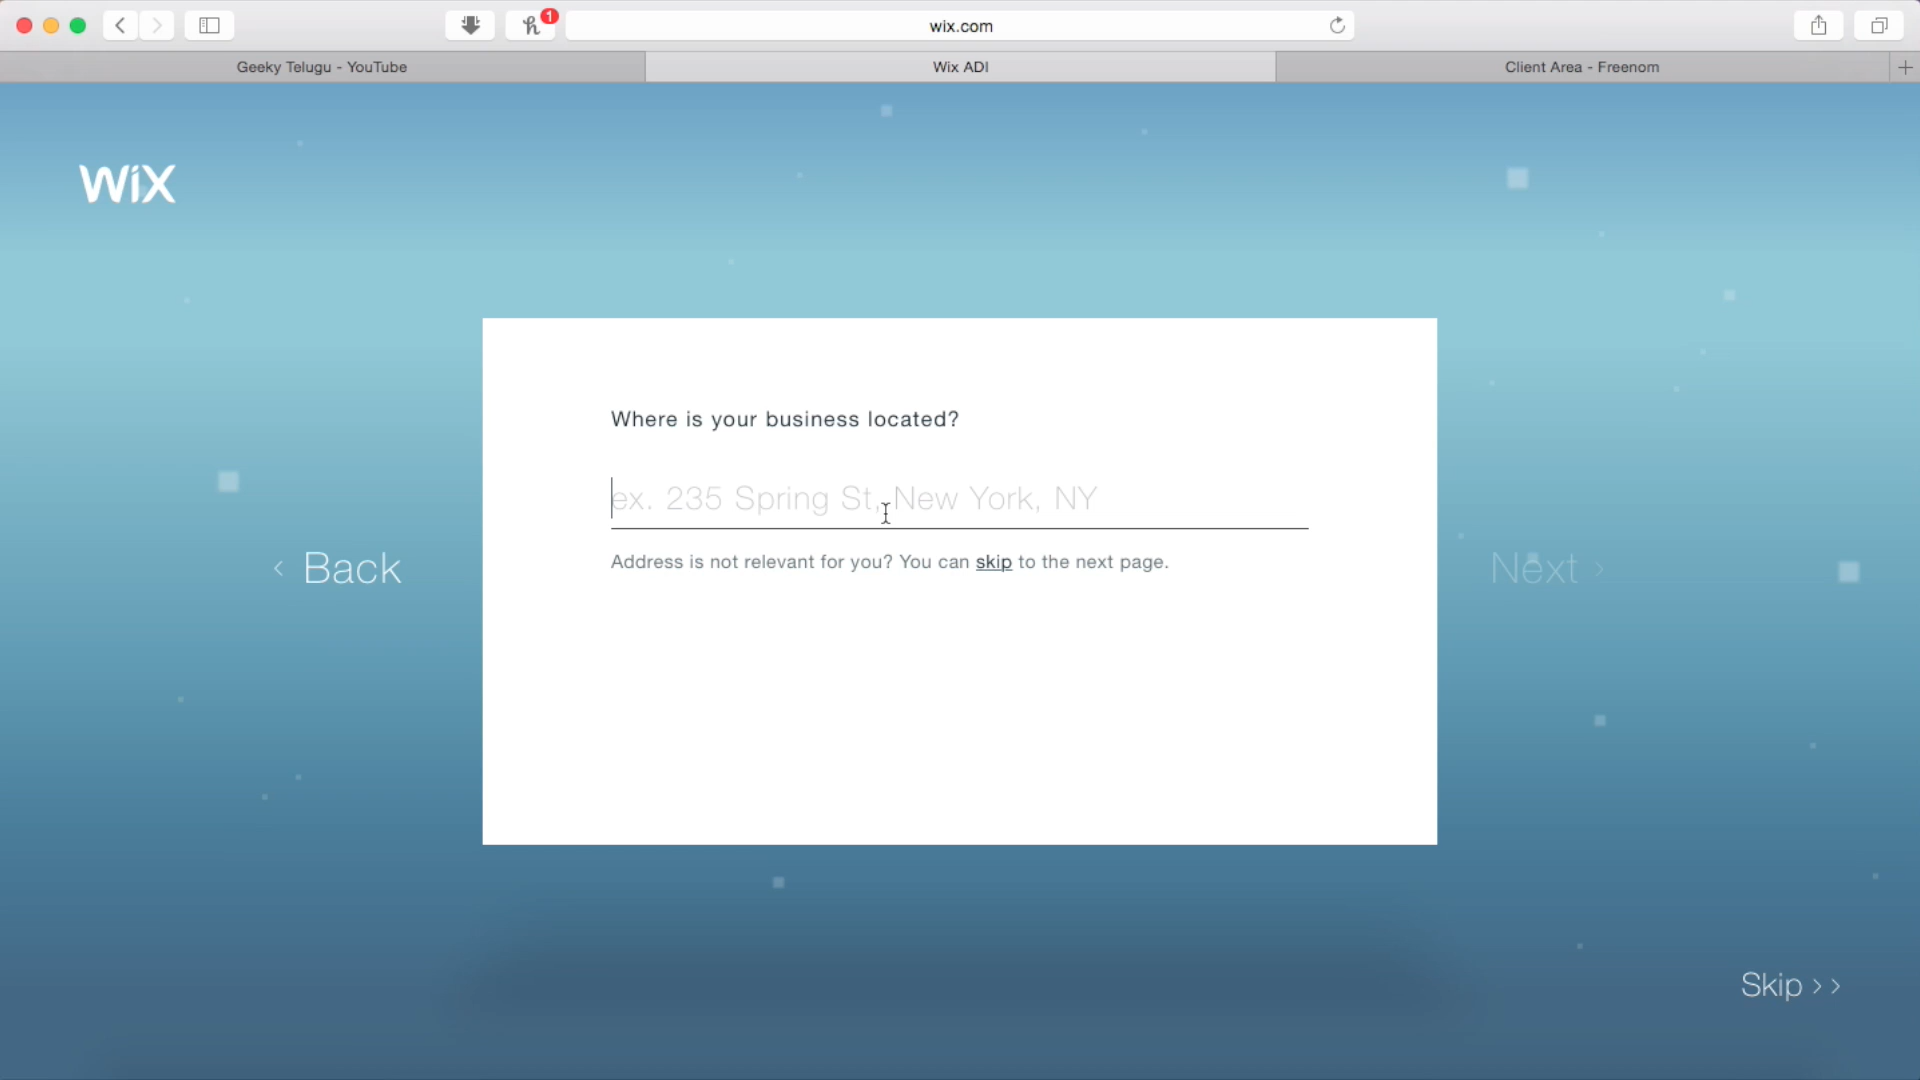 1
wix.com
Geeky Telugu - YouTube
Wix ADI
Client Area - Freenom
WiX
Where is your business located?
ex. 235 Spring St, New York, NY
Address is not relevant for you? You can skip to the next page.
< Back
Next >
Skip >>